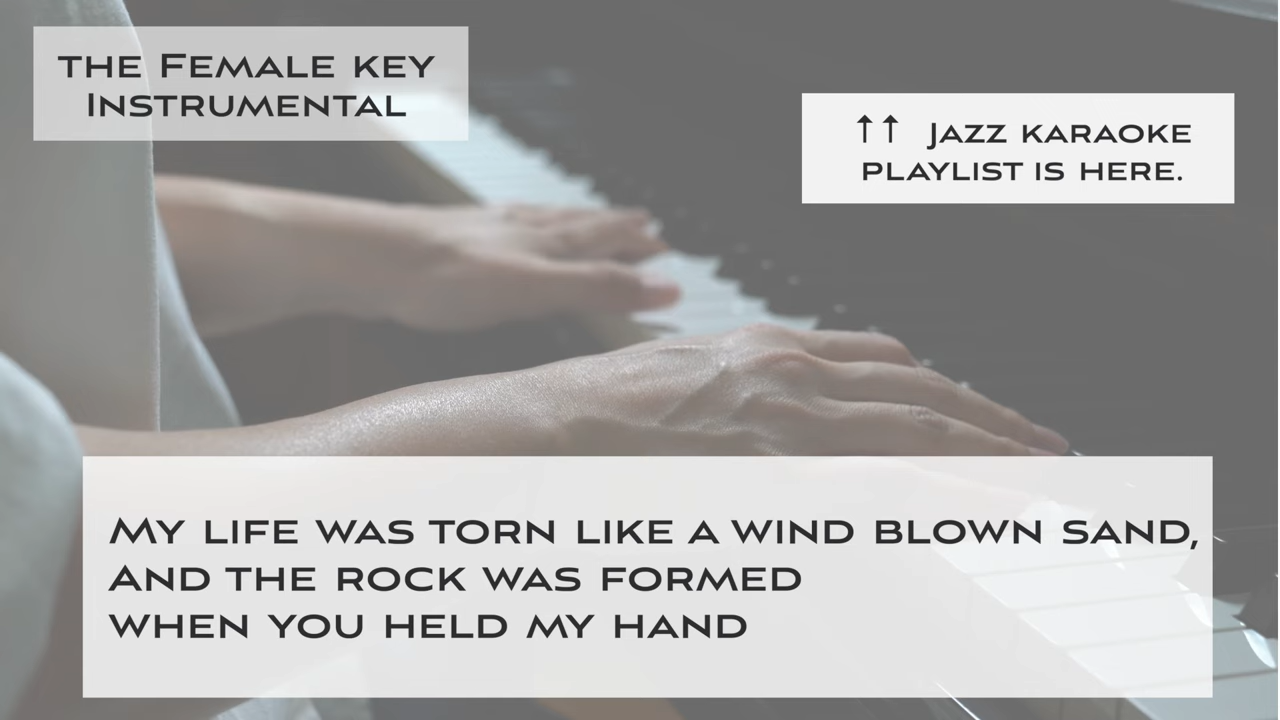 THE FEMALE KEY
INSTRUMENTAL
↑↑ JAZZ KARAOKE
PLAYLIST IS HERE.
MY LIFE WAS TORN LIKE A WIND BLOWN SAND,
AND THE ROCK WAS FORMED
WHEN YOU HELD MY HAND